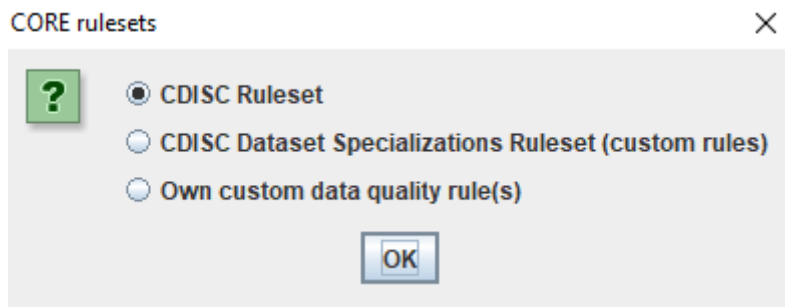 CORE rulesets
?
CDISC Ruleset
CDISC Dataset Specializations Ruleset (custom rules)
Own custom data quality rule(s)
OK